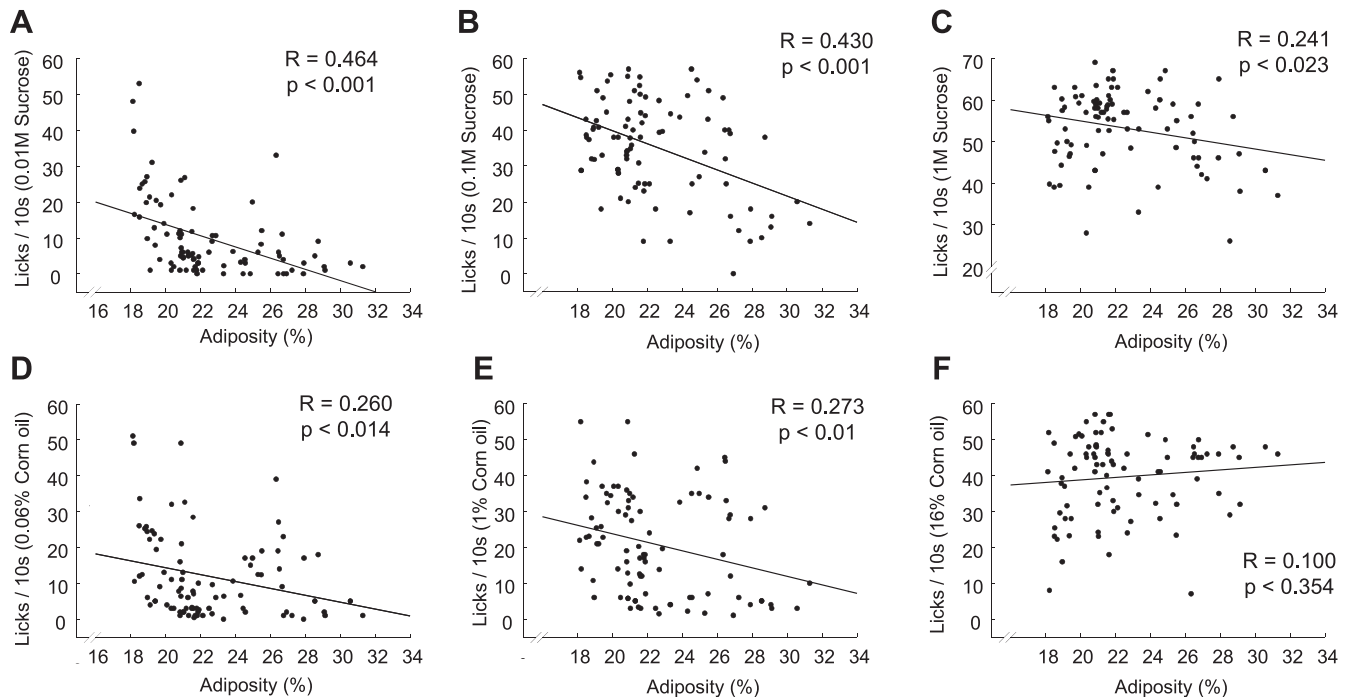 A
R = 0.464
p < 0.001
Licks / 10s (0.01M Sucrose)
60
50
40
30
20
10
0
16 18 20 22 24 26 28 30 32 34
Adiposity (%)
B
R = 0.430
p < 0.001
Licks / 10s (0.1M Sucrose)
60
50
40
30
20
10
0
16 18 20 22 24 26 28 30 32 34
Adiposity (%)
C
R = 0.241
p < 0.023
Licks / 10s (1M Sucrose)
70
60
50
40
30
20
0
18 20 22 24 26 28 30 32 34
Adiposity (%)
D
R = 0.260
p < 0.014
Licks / 10s (0.06% Corn oil)
60
50
40
30
20
10
0
16 18 20 22 24 26 28 30 32 34
Adiposity (%)
E
R = 0.273
p < 0.01
Licks / 10s (1% Corn oil)
60
50
40
30
20
10
0
16 18 20 22 24 26 28 30 32 34
Adiposity (%)
F
R = 0.100
p < 0.354
Licks / 10s (16% Corn oil)
60
50
40
30
20
10
0
18 20 22 24 26 28 30 32 34
Adiposity (%)